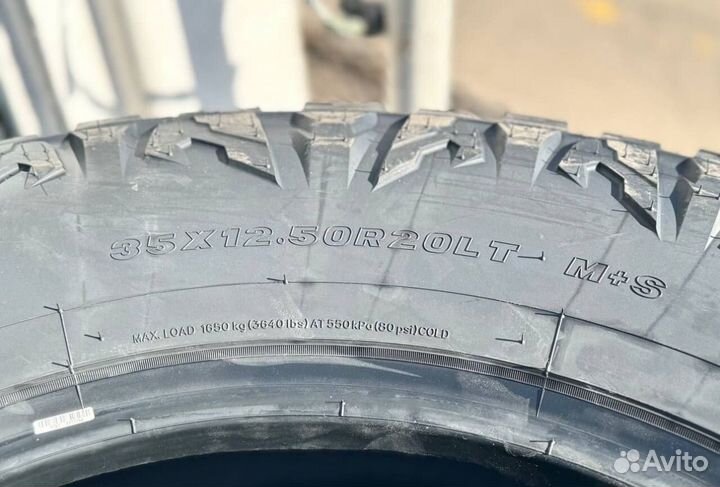 35X12.50R20LT M+S
MAX. LOAD 1650 kg (3640 lbs) AT 550 kPa (80 psi) COLD
Avito